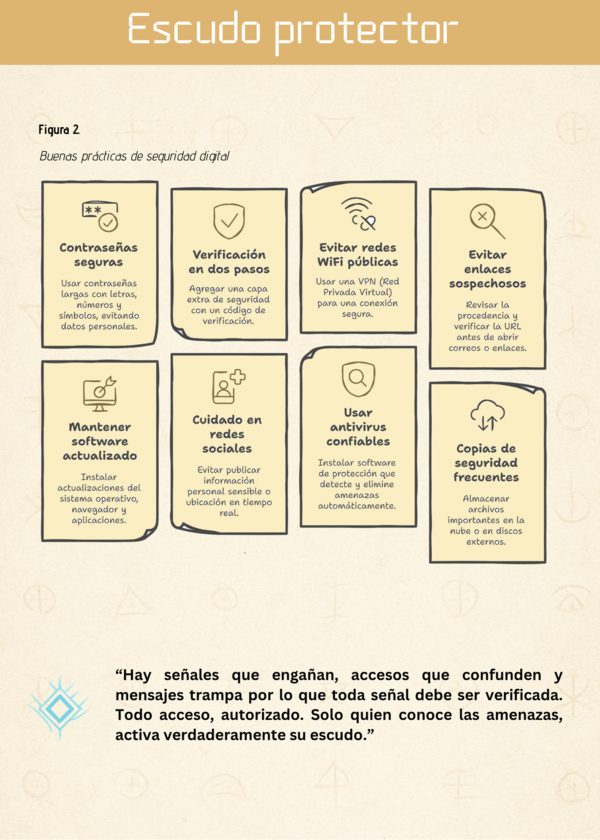 Escudo protector
Figura 2
Buenas prácticas de seguridad digital
**
Contraseñas
seguras
Usar contraseñas
largas con letras,
números y
símbolos, evitando
datos personales.
Verificación
en dos pasos
Agregar una capa
extra de seguridad
con un código de
verificación.
Evitar redes
WiFi públicas
Usar una VPN (Red
Privada Virtual)
para una conexión
segura.
Evitar
enlaces
sospechosos
Revisar la
procedencia y
verificar la URL
antes de abrir
correos o enlaces.
Mantener
software
actualizado
Instalar
actualizaciones del
sistema operativo,
navegador y
aplicaciones.
Cuidado en
redes
sociales
Evitar publicar
información
personal sensible o
ubicación en tiempo
real.
Usar
antivirus
confiables
Instalar software
de protección que
detecte y elimine
amenazas
automáticamente.
Copias de
seguridad
frecuentes
Almacenar
archivos
importantes en la
nube o en discos
externos.
“Hay señales que engañan, accesos que confunden y
mensajes trampa por lo que toda señal debe ser verificada.
Todo acceso, autorizado. Solo quien conoce las amenazas,
activa verdaderamente su escudo.”